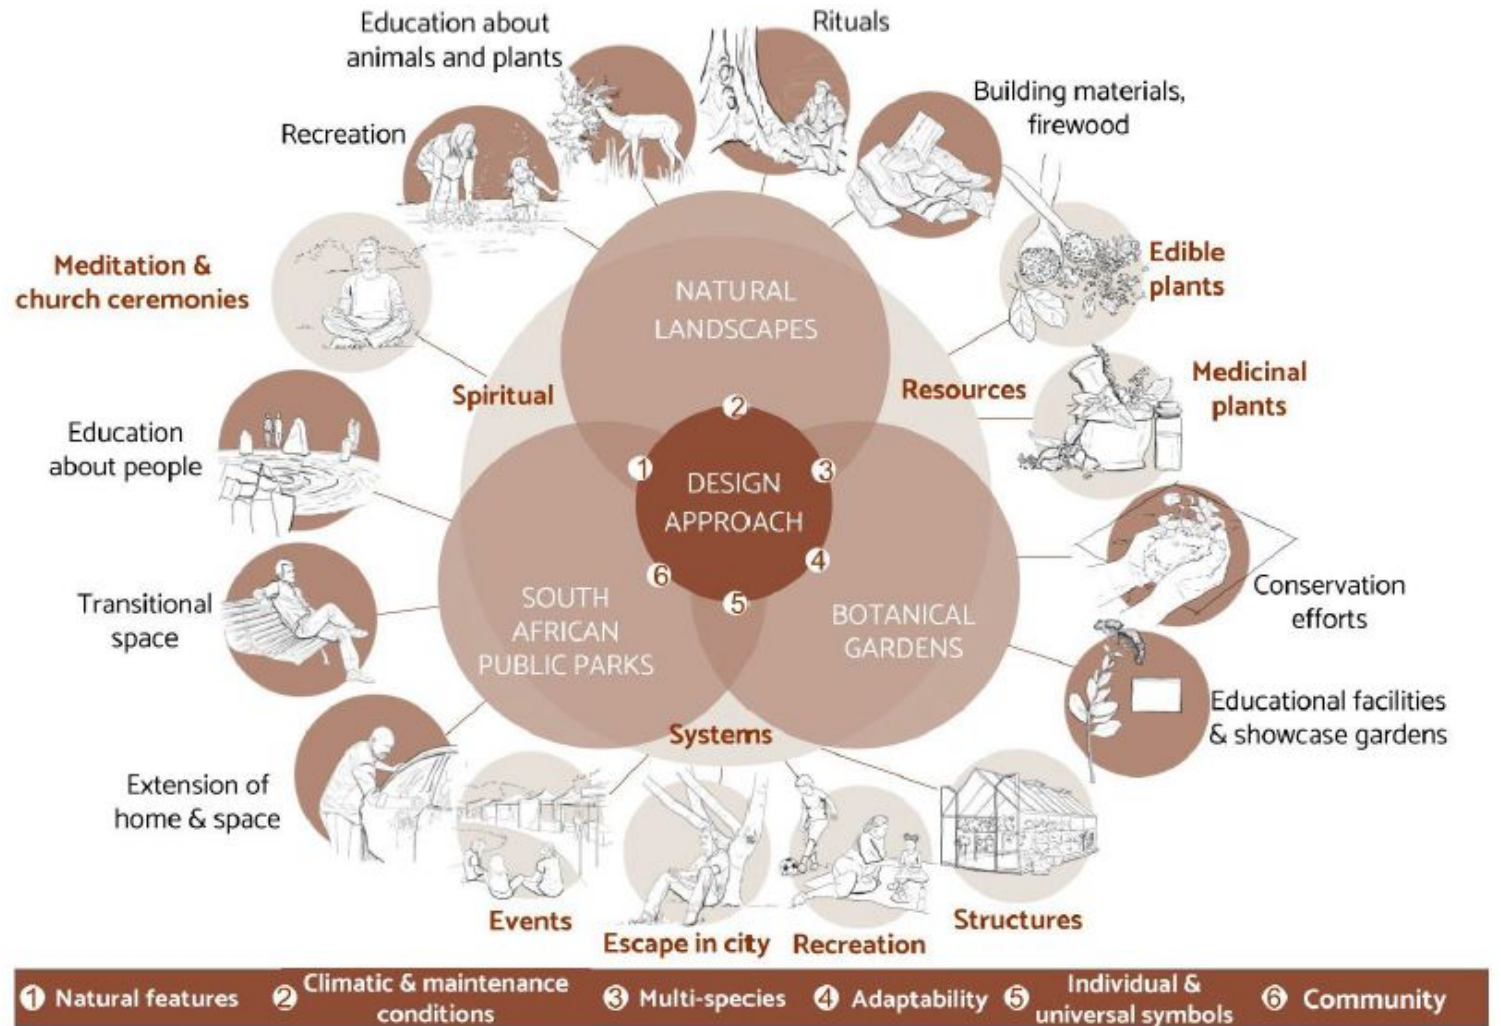 Education about
animals and plants
Rituals
Recreation
Building materials,
firewood
Meditation &
church ceremonies
Edible
plants
NATURAL
LANDSCAPES
Spiritual
Resources
Medicinal
plants
Education
about people
2
1
3
DESIGN
APPROACH
4
6
5
Transitional
space
SOUTH
AFRICAN
PUBLIC PARKS
BOTANICAL
GARDENS
Conservation
efforts
Educational facilities
& showcase gardens
Systems
Extension of
home & space
Events
Escape in city
Recreation
Structures
1 Natural features
2 Climatic & maintenance
conditions
3 Multi-species
4 Adaptability
5 Individual &
universal symbols
6 Community